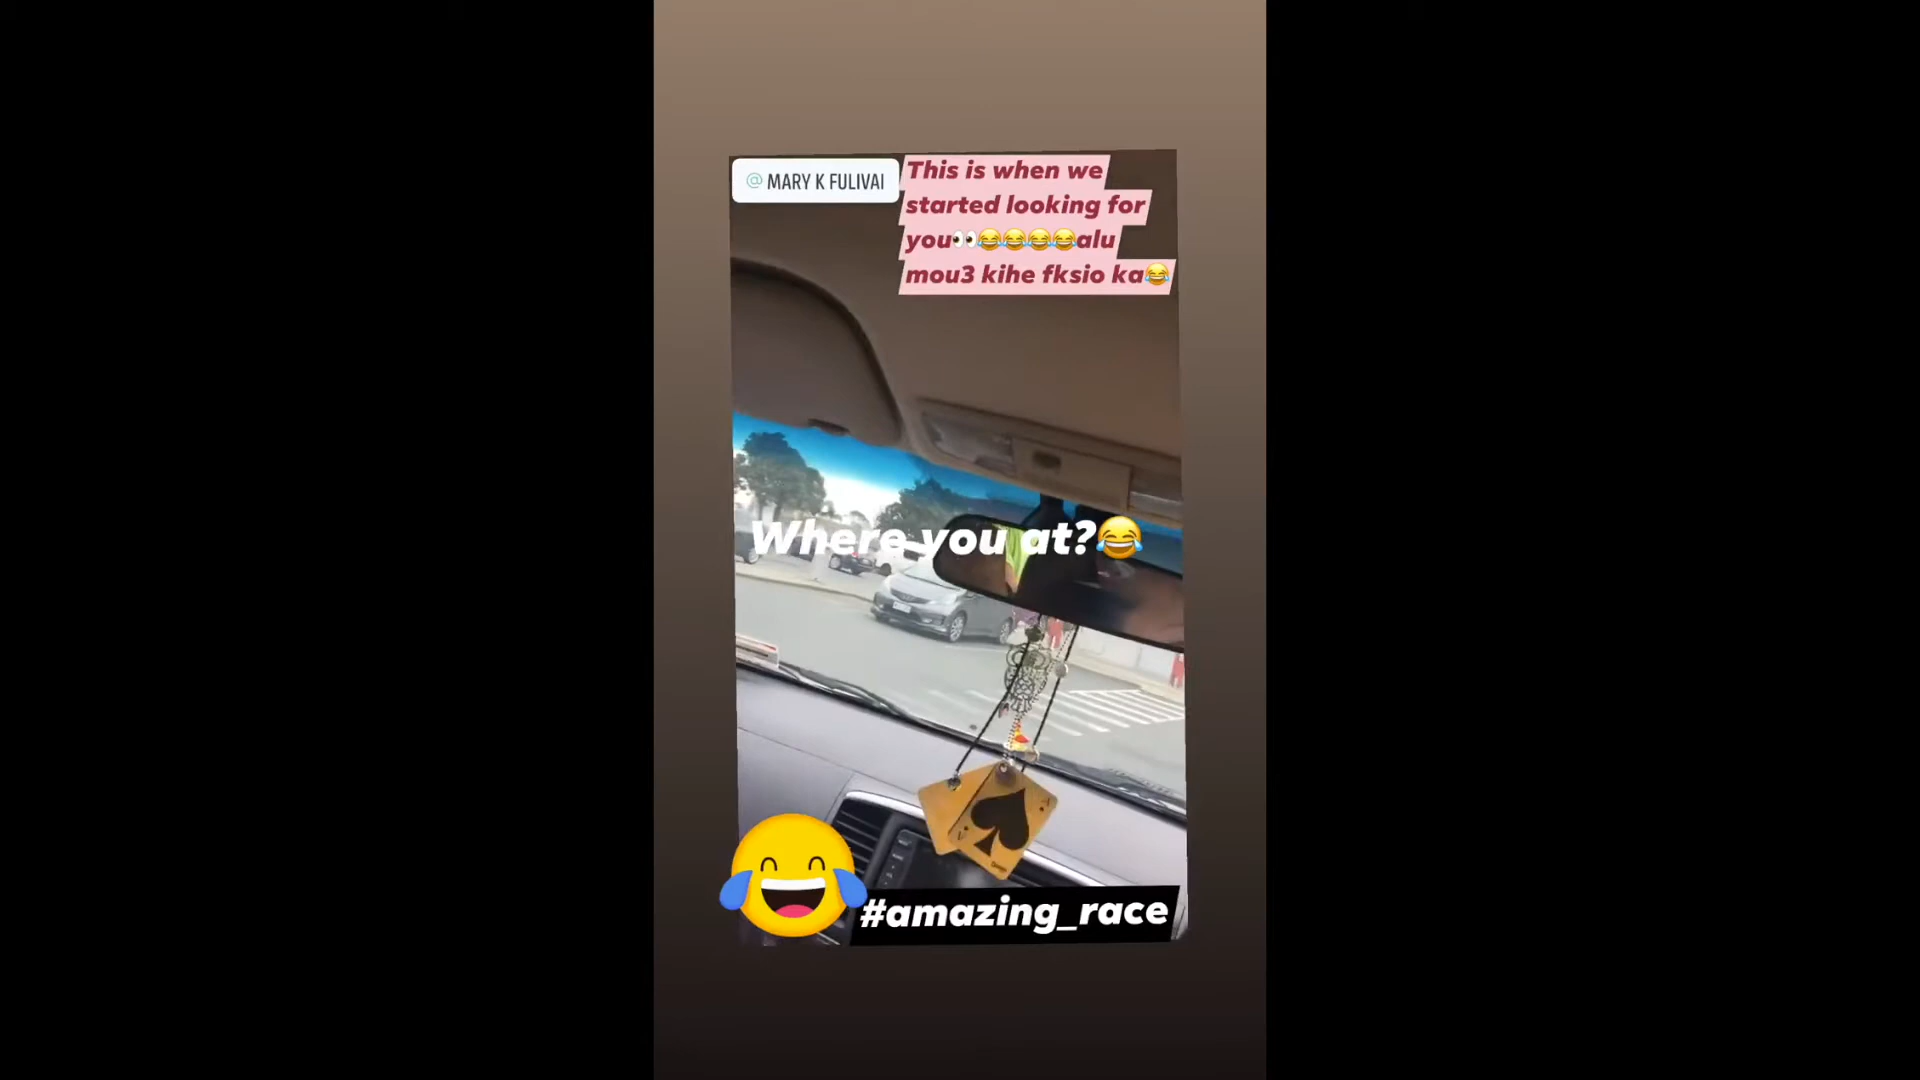 @ MARY K FULIVAI
This is when we
started looking for
you👀😂😂😂😂alu
mou3 kihe fksio ka😂
Where you at?😂
#amazing_race